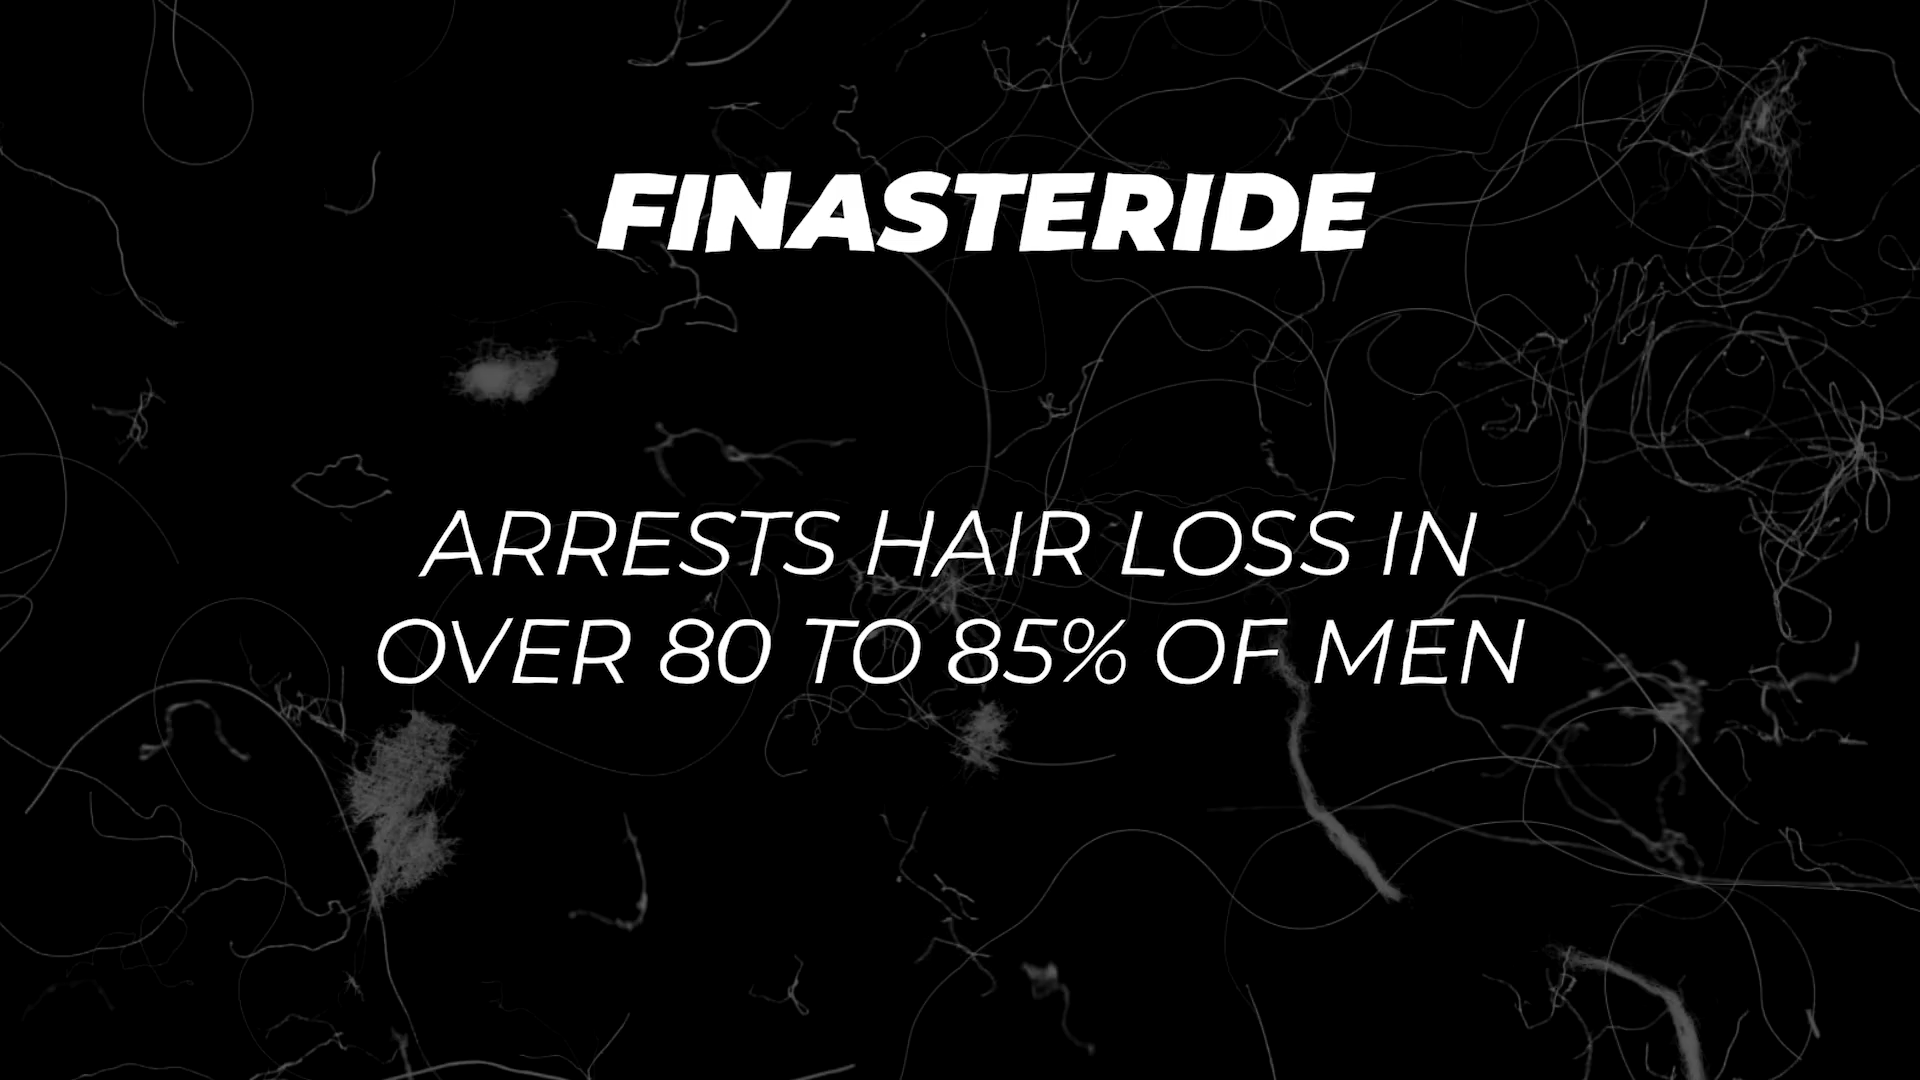 FINASTERIDE
ARRESTS HAIR LOSS IN
OVER 80 TO 85% OF MEN